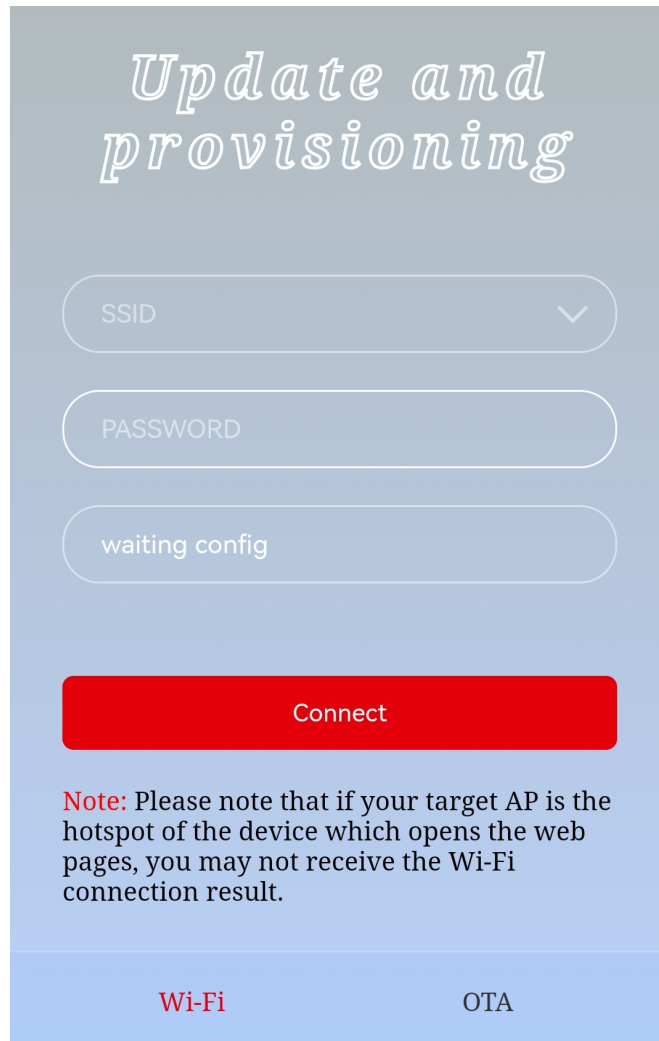 Update and
provisioning
SSID
PASSWORD
waiting config
Connect
Note: Please note that if your target AP is the
hotspot of the device which opens the web
pages, you may not receive the Wi-Fi
connection result.
Wi-Fi OTA